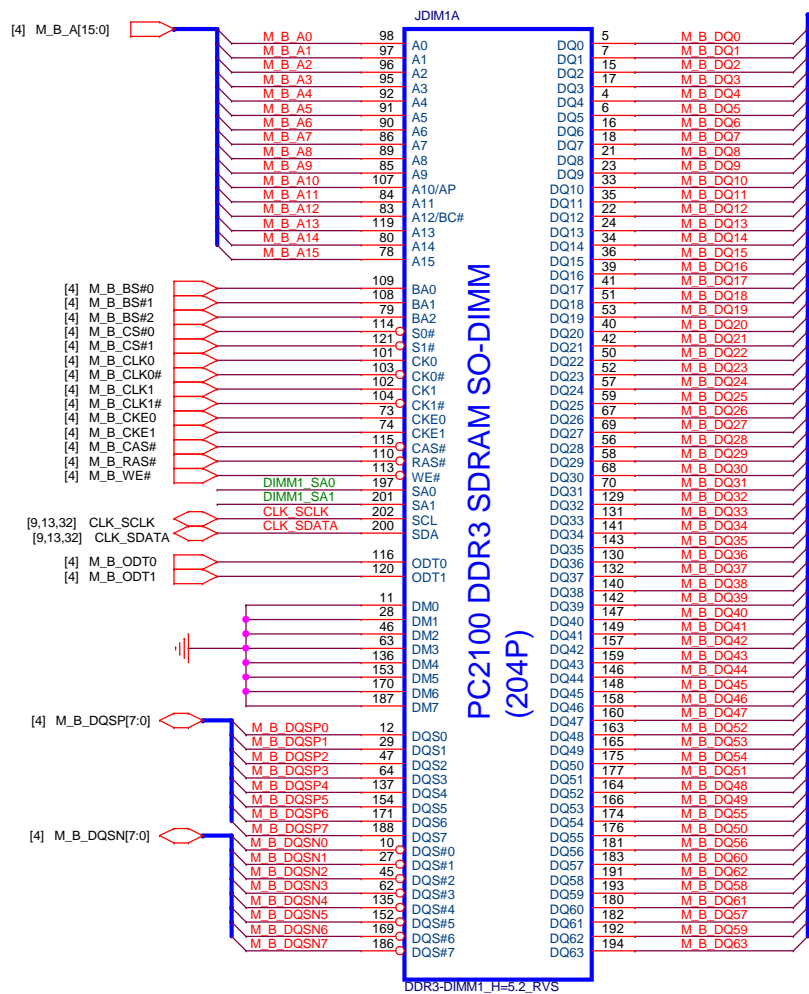 JDIM1A
[4] M_B_A[15:0]
M_B_A0 98 A0 DQ0 5 M_B_DQ0
M_B_A1 97 A1 DQ1 7 M_B_DQ1
M_B_A2 96 A2 DQ2 15 M_B_DQ2
M_B_A3 95 A3 DQ3 17 M_B_DQ3
M_B_A4 92 A4 DQ4 4 M_B_DQ4
M_B_A5 91 A5 DQ5 6 M_B_DQ5
M_B_A6 90 A6 DQ6 16 M_B_DQ6
M_B_A7 86 A7 DQ7 18 M_B_DQ7
M_B_A8 89 A8 DQ8 21 M_B_DQ8
M_B_A9 85 A9 DQ9 23 M_B_DQ9
M_B_A10 107 A10/AP DQ10 33 M_B_DQ10
M_B_A11 84 A11 DQ11 35 M_B_DQ11
M_B_A12 83 A12/BC# DQ12 22 M_B_DQ12
M_B_A13 119 A13 DQ13 24 M_B_DQ13
M_B_A14 80 A14 DQ14 34 M_B_DQ14
M_B_A15 78 A15 DQ15 36 M_B_DQ15
DQ16 39 M_B_DQ16
[4] M_B_BS#0 109 BA0 DQ17 41 M_B_DQ17
[4] M_B_BS#1 108 BA1 DQ18 51 M_B_DQ18
[4] M_B_BS#2 79 BA2 DQ19 53 M_B_DQ19
[4] M_B_CS#0 114 S0# DQ20 40 M_B_DQ20
[4] M_B_CS#1 121 S1# DQ21 42 M_B_DQ21
[4] M_B_CLK0 101 CK0 DQ22 50 M_B_DQ22
[4] M_B_CLK0# 103 CK0# DQ23 52 M_B_DQ23
[4] M_B_CLK1 102 CK1 DQ24 57 M_B_DQ24
[4] M_B_CLK1# 104 CK1# DQ25 59 M_B_DQ25
[4] M_B_CKE0 73 CKE0 DQ26 67 M_B_DQ26
[4] M_B_CKE1 74 CKE1 DQ27 69 M_B_DQ27
[4] M_B_CAS# 115 CAS# DQ28 56 M_B_DQ28
[4] M_B_RAS# 110 RAS# DQ29 58 M_B_DQ29
[4] M_B_WE# 113 WE# DQ30 68 M_B_DQ30
DIMM1_SA0 197 SA0 DQ31 70 M_B_DQ31
DIMM1_SA1 201 SA1 DQ32 129 M_B_DQ32
[9,13,32] CLK_SCLK CLK_SCLK 202 SCL DQ33 131 M_B_DQ33
[9,13,32] CLK_SDATA CLK_SDATA 200 SDA DQ34 141 M_B_DQ34
DQ35 143 M_B_DQ35
[4] M_B_ODT0 116 ODT0 DQ36 130 M_B_DQ36
[4] M_B_ODT1 120 ODT1 DQ37 132 M_B_DQ37
DQ38 140 M_B_DQ38
11 DM0 DQ39 142 M_B_DQ39
28 DM1 DQ40 147 M_B_DQ40
46 DM2 DQ41 149 M_B_DQ41
63 DM3 DQ42 157 M_B_DQ42
136 DM4 DQ43 159 M_B_DQ43
153 DM5 DQ44 146 M_B_DQ44
170 DM6 DQ45 148 M_B_DQ45
187 DM7 DQ46 158 M_B_DQ46
DQ47 160 M_B_DQ47
[4] M_B_DQSP[7:0]
M_B_DQSP0 12 DQS0 DQ48 163 M_B_DQ52
M_B_DQSP1 29 DQS1 DQ49 165 M_B_DQ53
M_B_DQSP2 47 DQS2 DQ50 175 M_B_DQ54
M_B_DQSP3 64 DQS3 DQ51 177 M_B_DQ51
M_B_DQSP4 137 DQS4 DQ52 164 M_B_DQ48
M_B_DQSP5 154 DQS5 DQ53 166 M_B_DQ49
M_B_DQSP6 171 DQS6 DQ54 174 M_B_DQ55
M_B_DQSP7 188 DQS7 DQ55 176 M_B_DQ50
[4] M_B_DQSN[7:0]
M_B_DQSN0 10 DQS#0 DQ56 181 M_B_DQ56
M_B_DQSN1 27 DQS#1 DQ57 183 M_B_DQ60
M_B_DQSN2 45 DQS#2 DQ58 191 M_B_DQ62
M_B_DQSN3 62 DQS#3 DQ59 193 M_B_DQ58
M_B_DQSN4 135 DQS#4 DQ60 180 M_B_DQ61
M_B_DQSN5 152 DQS#5 DQ61 182 M_B_DQ57
M_B_DQSN6 169 DQS#6 DQ62 192 M_B_DQ59
M_B_DQSN7 186 DQS#7 DQ63 194 M_B_DQ63
PC2100 DDR3 SDRAM SO-DIMM
(204P)
DDR3-DIMM1_H=5.2_RVS